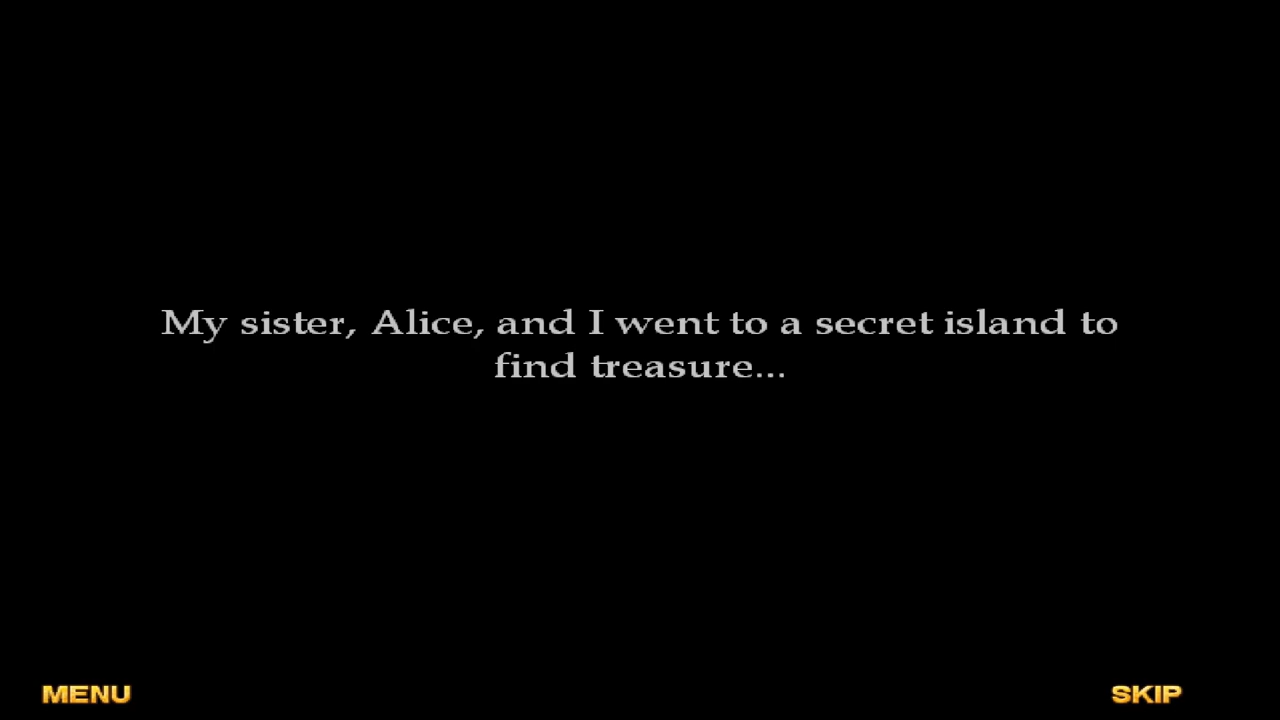 My sister, Alice, and I went to a secret island to
find treasure...
MENU
SKIP